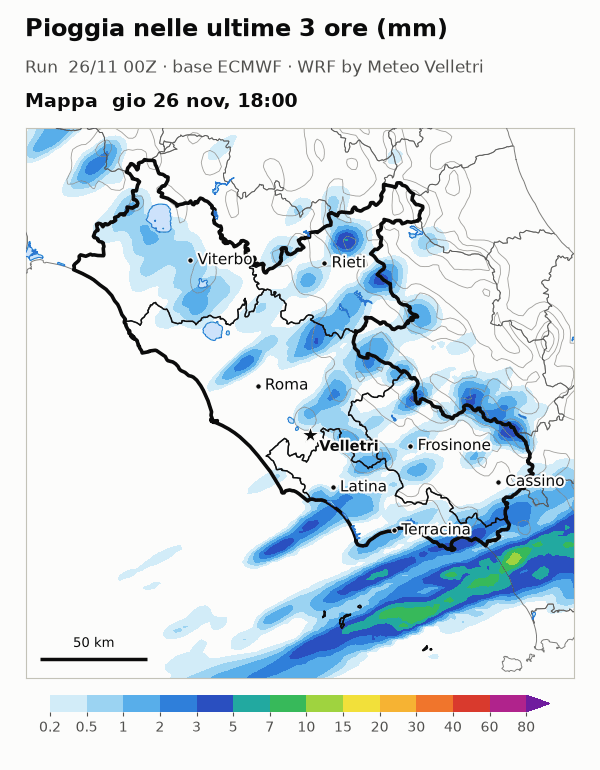 Pioggia nelle ultime 3 ore (mm)
Run  26/11 00Z · base ECMWF · WRF by Meteo Velletri
Mappa  gio 26 nov, 18:00
Viterbo
Rieti
Roma
Velletri
Frosinone
Cassino
Latina
Terracina
50 km
0.2 0.5 1 2 3 5 7 10 15 20 30 40 60 80